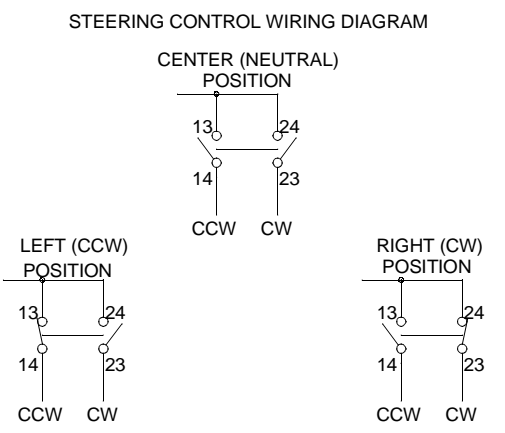 STEERING CONTROL WIRING DIAGRAM
CENTER (NEUTRAL)
POSITION
13 24
14 23
CCW CW
LEFT (CCW)
POSITION
13 24
14 23
CCW CW
RIGHT (CW)
POSITION
13 24
14 23
CCW CW